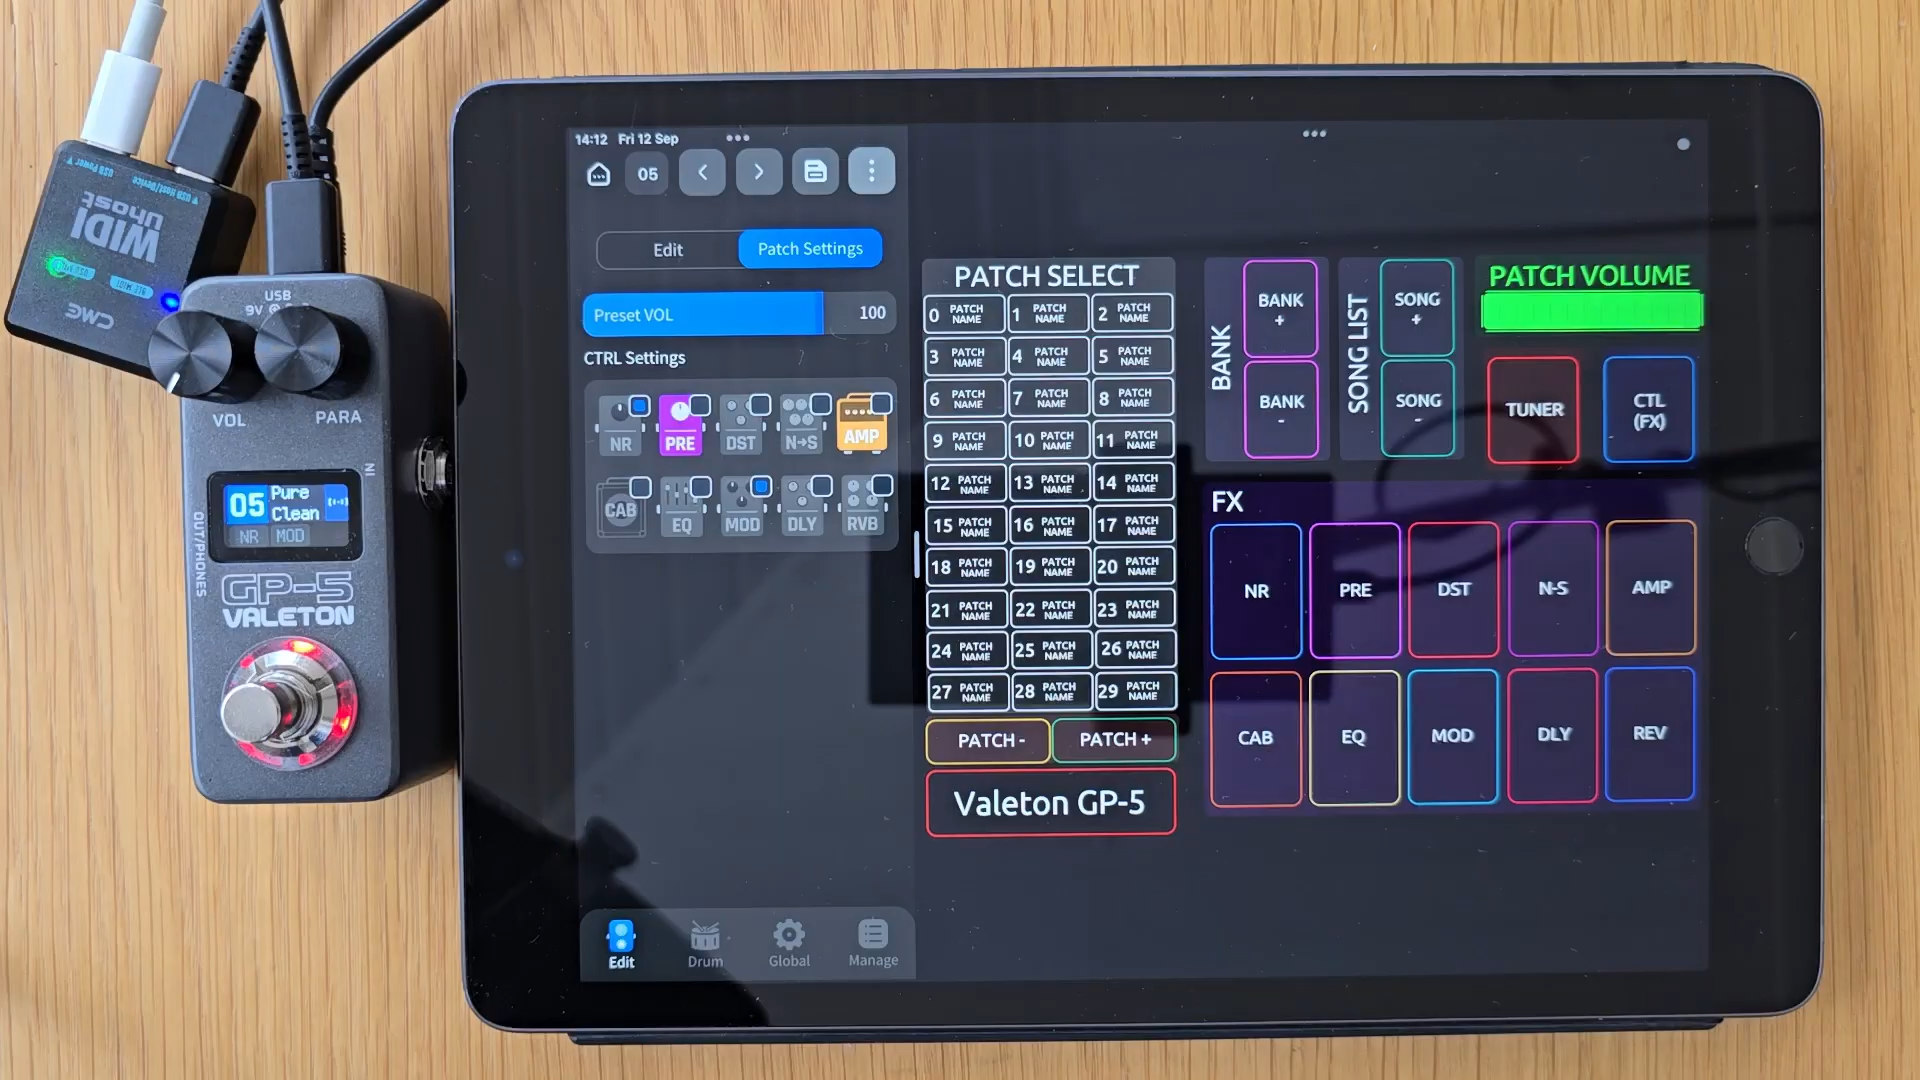 USB Power
USB Host/Device
WIDI
Uhost
CME
USB
9V
VOL
PARA
IN
OUT/PHONES
05
Pure
Clean
NR
MOD
GP-5
VALETON
14:12 Fri 12 Sep
05
Edit
Patch Settings
Preset VOL
100
CTRL Settings
NR
PRE
DST
N→S
AMP
CAB
EQ
MOD
DLY
RVB
Edit
Drum
Global
Manage
PATCH SELECT
0 PATCH NAME
1 PATCH NAME
2 PATCH NAME
3 PATCH NAME
4 PATCH NAME
5 PATCH NAME
6 PATCH NAME
7 PATCH NAME
8 PATCH NAME
9 PATCH NAME
10 PATCH NAME
11 PATCH NAME
12 PATCH NAME
13 PATCH NAME
14 PATCH NAME
15 PATCH NAME
16 PATCH NAME
17 PATCH NAME
18 PATCH NAME
19 PATCH NAME
20 PATCH NAME
21 PATCH NAME
22 PATCH NAME
23 PATCH NAME
24 PATCH NAME
25 PATCH NAME
26 PATCH NAME
27 PATCH NAME
28 PATCH NAME
29 PATCH NAME
PATCH -
PATCH +
Valeton GP-5
BANK
BANK
+
BANK
-
SONG LIST
SONG
+
SONG
-
PATCH VOLUME
TUNER
CTL
(FX)
FX
NR
PRE
DST
N-S
AMP
CAB
EQ
MOD
DLY
REV